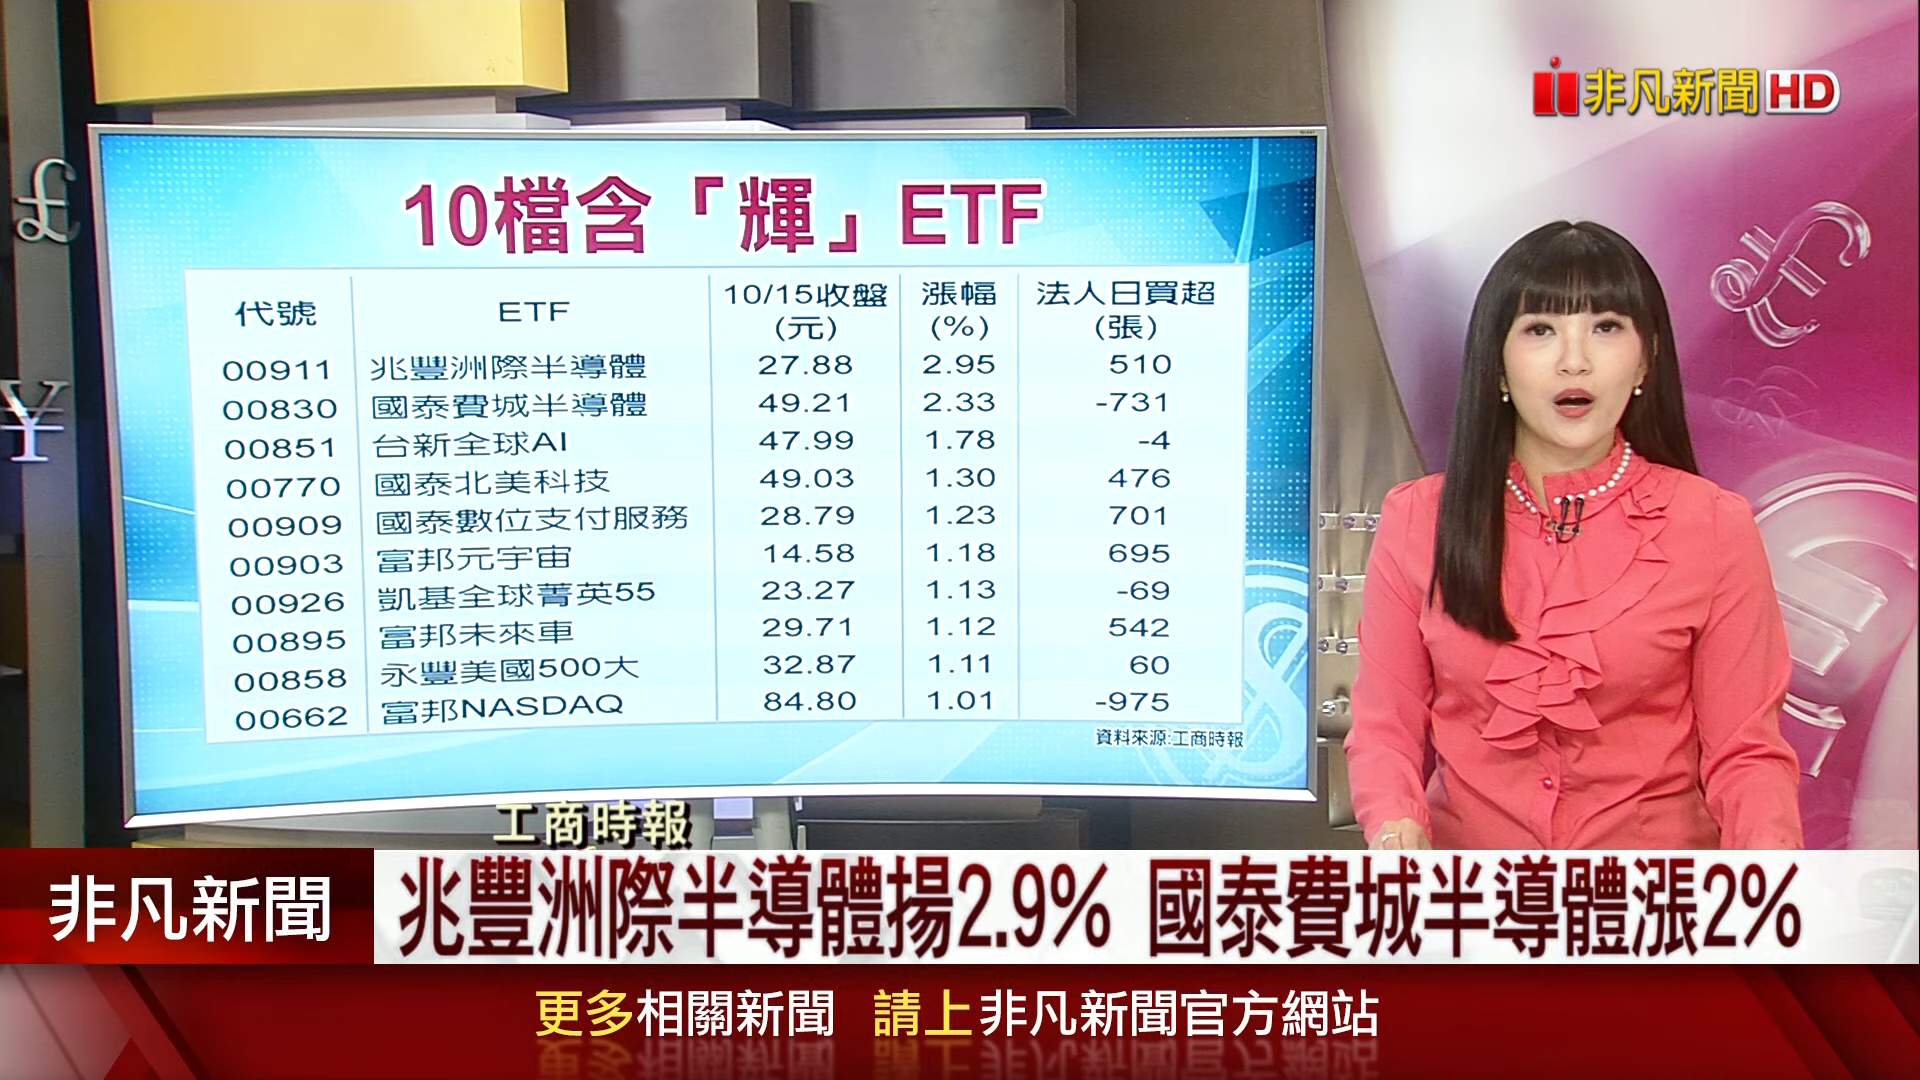 非凡新聞HD
10檔含「輝」ETF
代號 ETF 10/15收盤(元) 漲幅(%) 法人日買超(張)
00911 兆豐洲際半導體 27.88 2.95 510
00830 國泰費城半導體 49.21 2.33 -731
00851 台新全球AI 47.99 1.78 -4
00770 國泰北美科技 49.03 1.30 476
00909 國泰數位支付服務 28.79 1.23 701
00903 富邦元宇宙 14.58 1.18 695
00926 凱基全球菁英55 23.27 1.13 -69
00895 富邦未來車 29.71 1.12 542
00858 永豐美國500大 32.87 1.11 60
00662 富邦NASDAQ 84.80 1.01 -975
資料來源:工商時報
工商時報
非凡新聞
兆豐洲際半導體揚2.9% 國泰費城半導體漲2%
更多相關新聞 請上非凡新聞官方網站